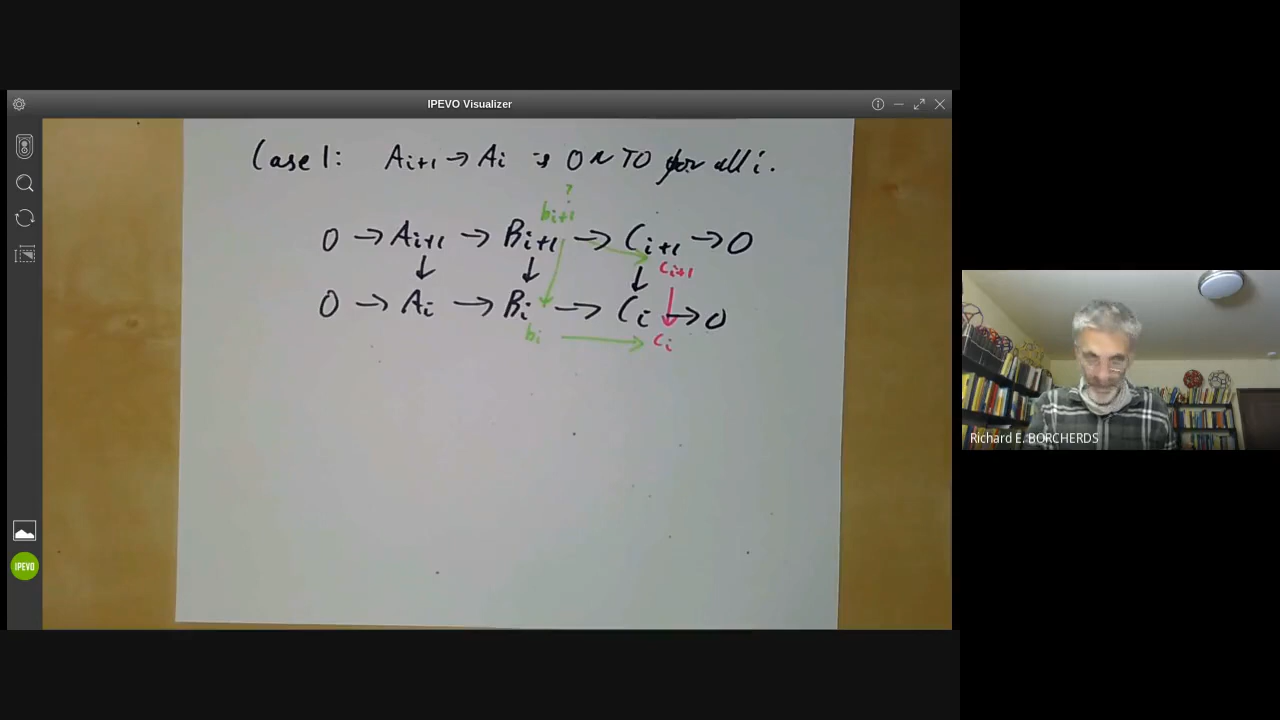 IPEVO Visualizer
Case 1: Ai+1 → Ai is ONTO for all i.
?
bi+1
0 → Ai+1 → Bi+1 → Ci+1 → 0
ci+1
↓ ↓ ↓
0 → Ai → Bi → Ci → 0
bi → ci
Richard E. BORCHERDS
IPEVO